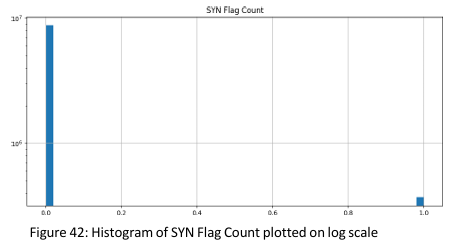 SYN Flag Count
10⁷
10⁶
0.0 0.2 0.4 0.6 0.8 1.0
Figure 42: Histogram of SYN Flag Count plotted on log scale